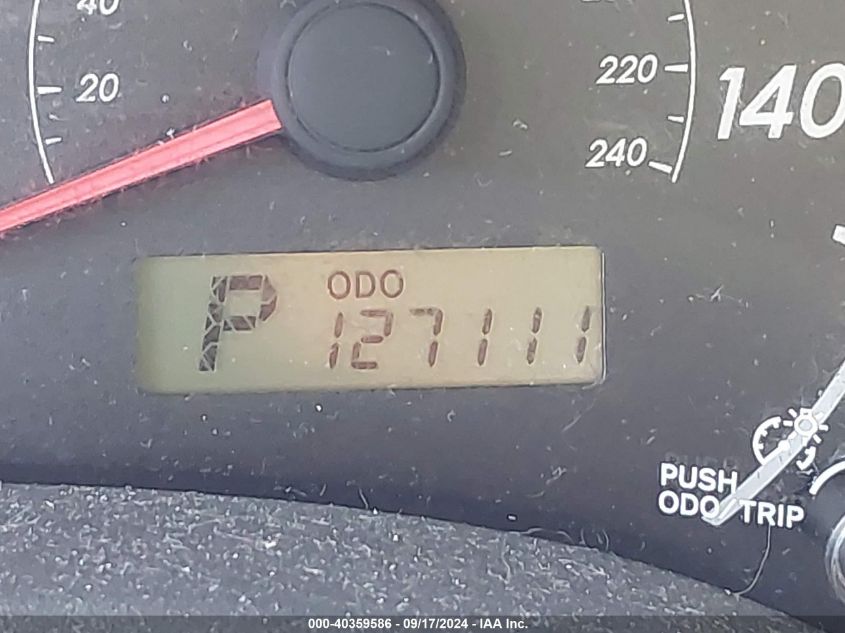 40
20
220
240
140
ODO
P 127111
PUSH
ODO/TRIP
000-40359586 - 09/17/2024 - IAA Inc.